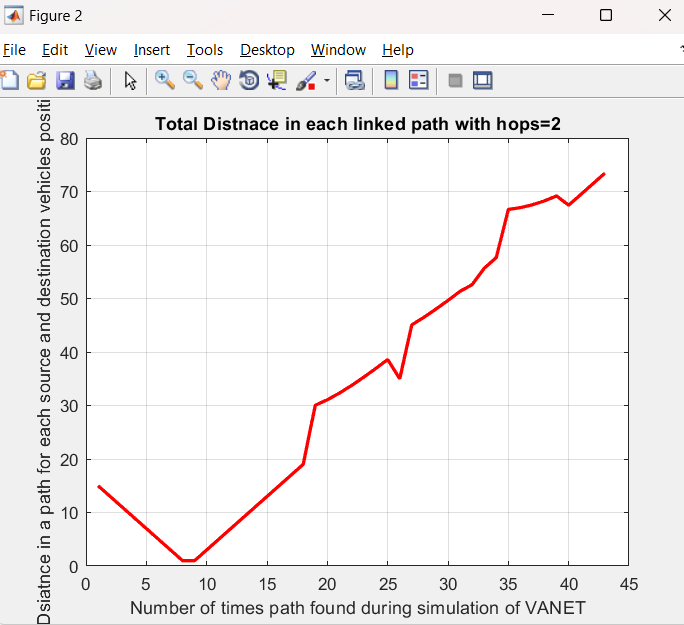 Figure 2
File Edit View Insert Tools Desktop Window Help
Total Distnace in each linked path with hops=2
Dsiatnce in a path for each source and destination vehicles positi
80
70
60
50
40
30
20
10
0
0 5 10 15 20 25 30 35 40 45
Number of times path found during simulation of VANET